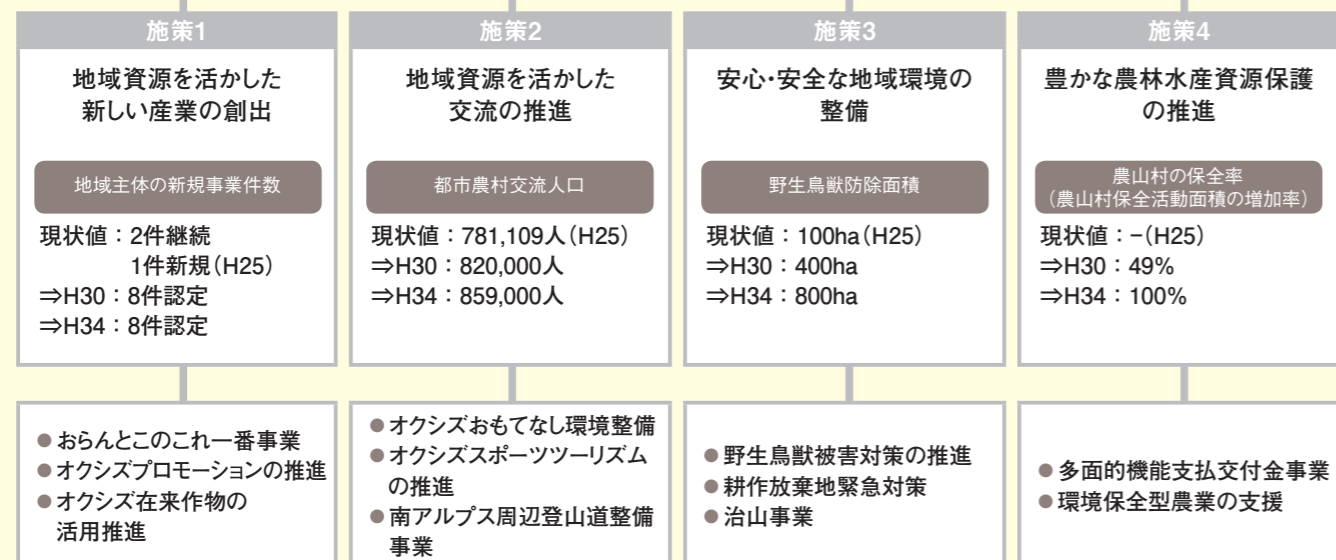 施策1
地域資源を活かした
新しい産業の創出
地域主体の新規事業件数
現状値：2件継続
1件新規（H25）
⇒H30：8件認定
⇒H34：8件認定
施策2
地域資源を活かした
交流の推進
都市農村交流人口
現状値：781,109人（H25）
⇒H30：820,000人
⇒H34：859,000人
施策3
安心・安全な地域環境の
整備
野生鳥獣防除面積
現状値：100ha（H25）
⇒H30：400ha
⇒H34：800ha
施策4
豊かな農林水産資源保護
の推進
農山村の保全率
（農山村保全活動面積の増加率）
現状値：−（H25）
⇒H30：49%
⇒H34：100%
●おらんとこのこれ一番事業
●オクシズプロモーションの推進
●オクシズ在来作物の
活用推進
●オクシズおもてなし環境整備
●オクシズスポーツツーリズム
の推進
●南アルプス周辺登山道整備
事業
●野生鳥獣被害対策の推進
●耕作放棄地緊急対策
●治山事業
●多面的機能支払交付金事業
●環境保全型農業の支援